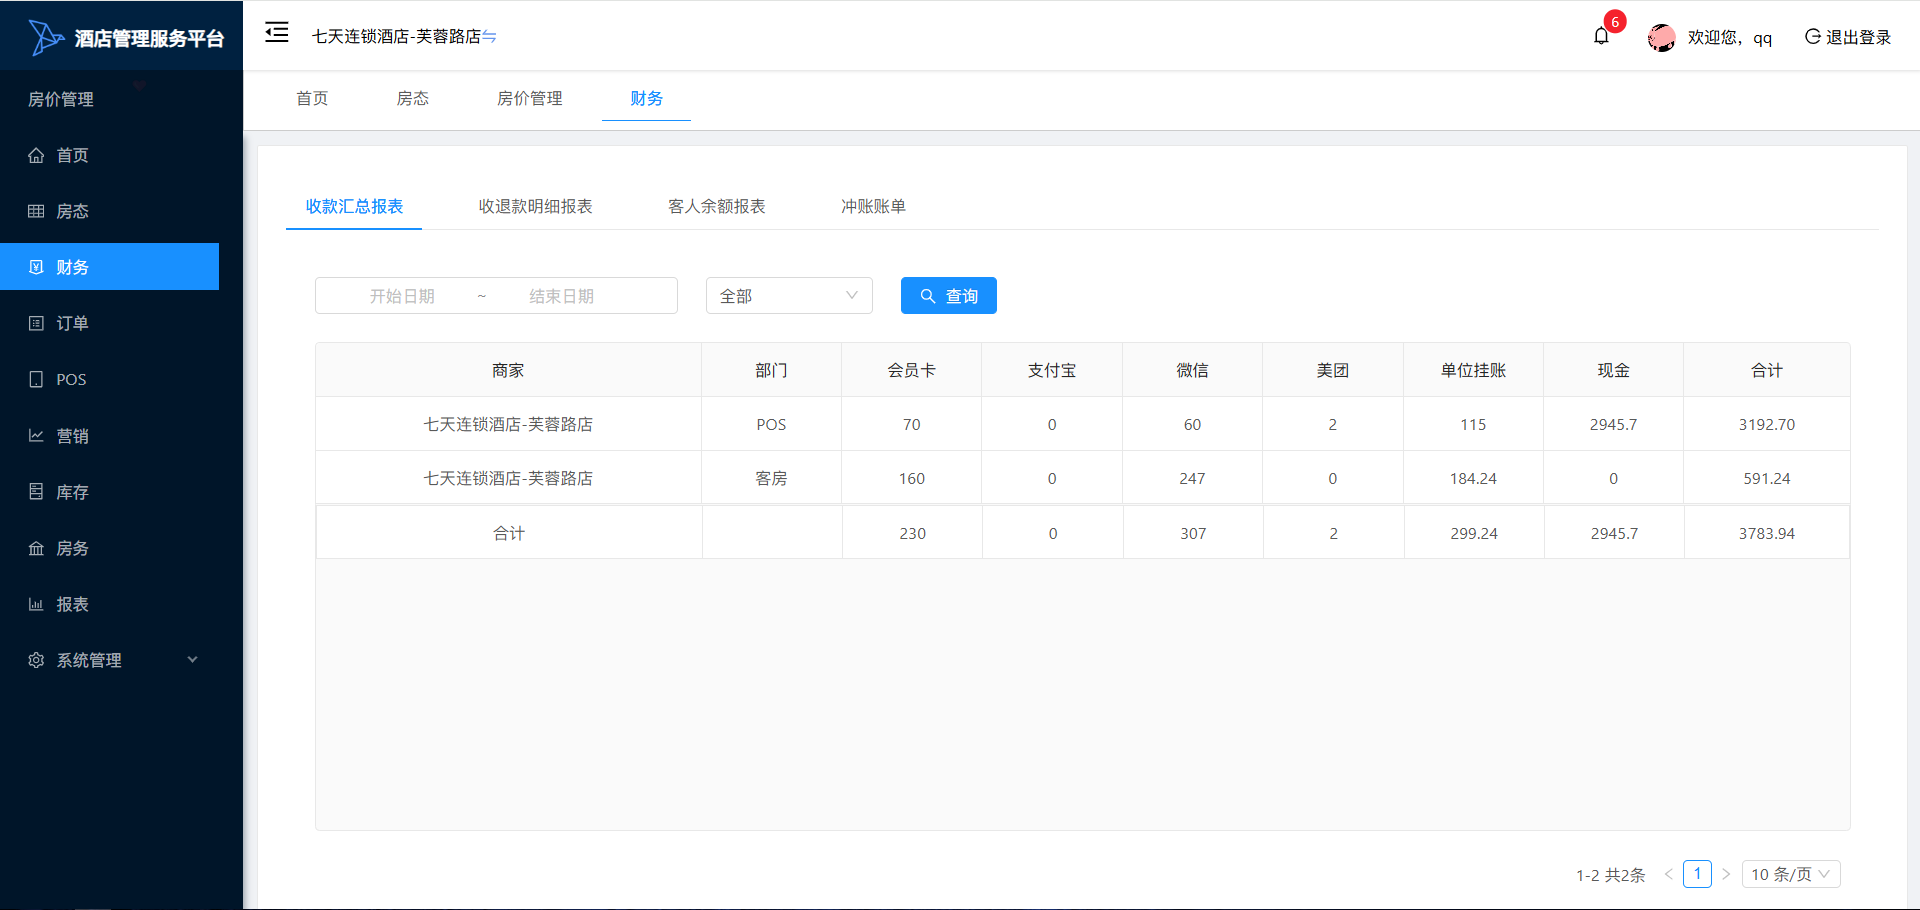 酒店管理服务平台
七天连锁酒店-芙蓉路店
6
欢迎您，qq
退出登录
房价管理
首页
房态
财务
订单
POS
营销
库存
房务
报表
系统管理
首页 房态 房价管理 财务
收款汇总报表 收退款明细报表 客人余额报表 冲账账单
开始日期 ~ 结束日期 全部 查询
商家 部门 会员卡 支付宝 微信 美团 单位挂账 现金 合计
七天连锁酒店-芙蓉路店 POS 70 0 60 2 115 2945.7 3192.70
七天连锁酒店-芙蓉路店 客房 160 0 247 0 184.24 0 591.24
合计 230 0 307 2 299.24 2945.7 3783.94
1-2 共2条 < 1 > 10 条/页